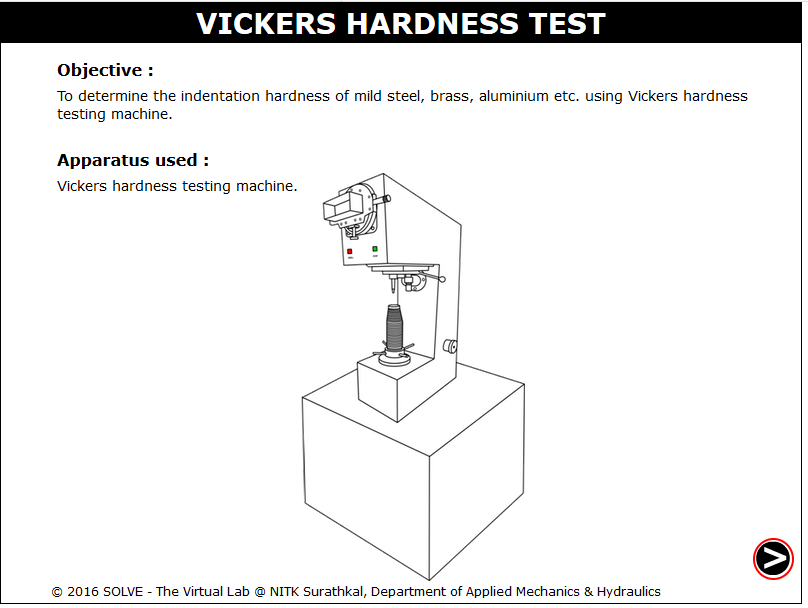 VICKERS HARDNESS TEST
Objective :
To determine the indentation hardness of mild steel, brass, aluminium etc. using Vickers hardness
testing machine.
Apparatus used :
Vickers hardness testing machine.
© 2016 SOLVE - The Virtual Lab @ NITK Surathkal, Department of Applied Mechanics & Hydraulics